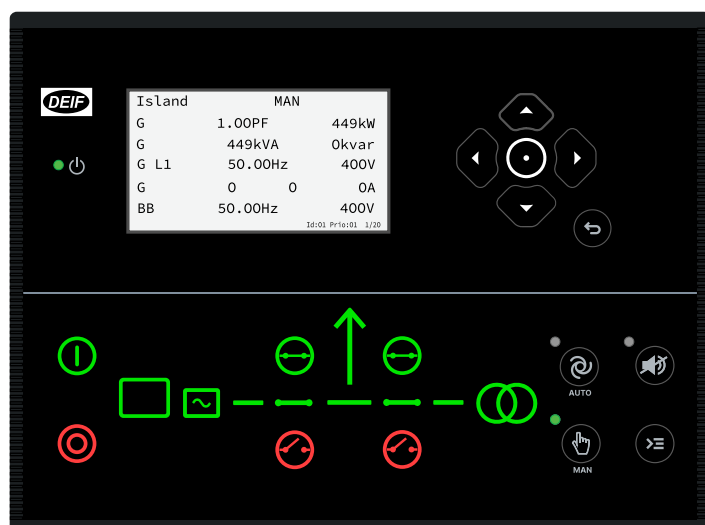 DEIF
Island MAN
G 1.00PF 449kW
G 449kVA 0kvar
G L1 50.00Hz 400V
G 0 0 0A
BB 50.00Hz 400V
Id:01 Prio:01 1/20
AUTO
MAN